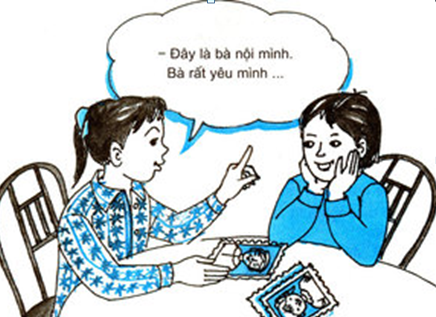 – Đây là bà nội mình.
Bà rất yêu mình ...